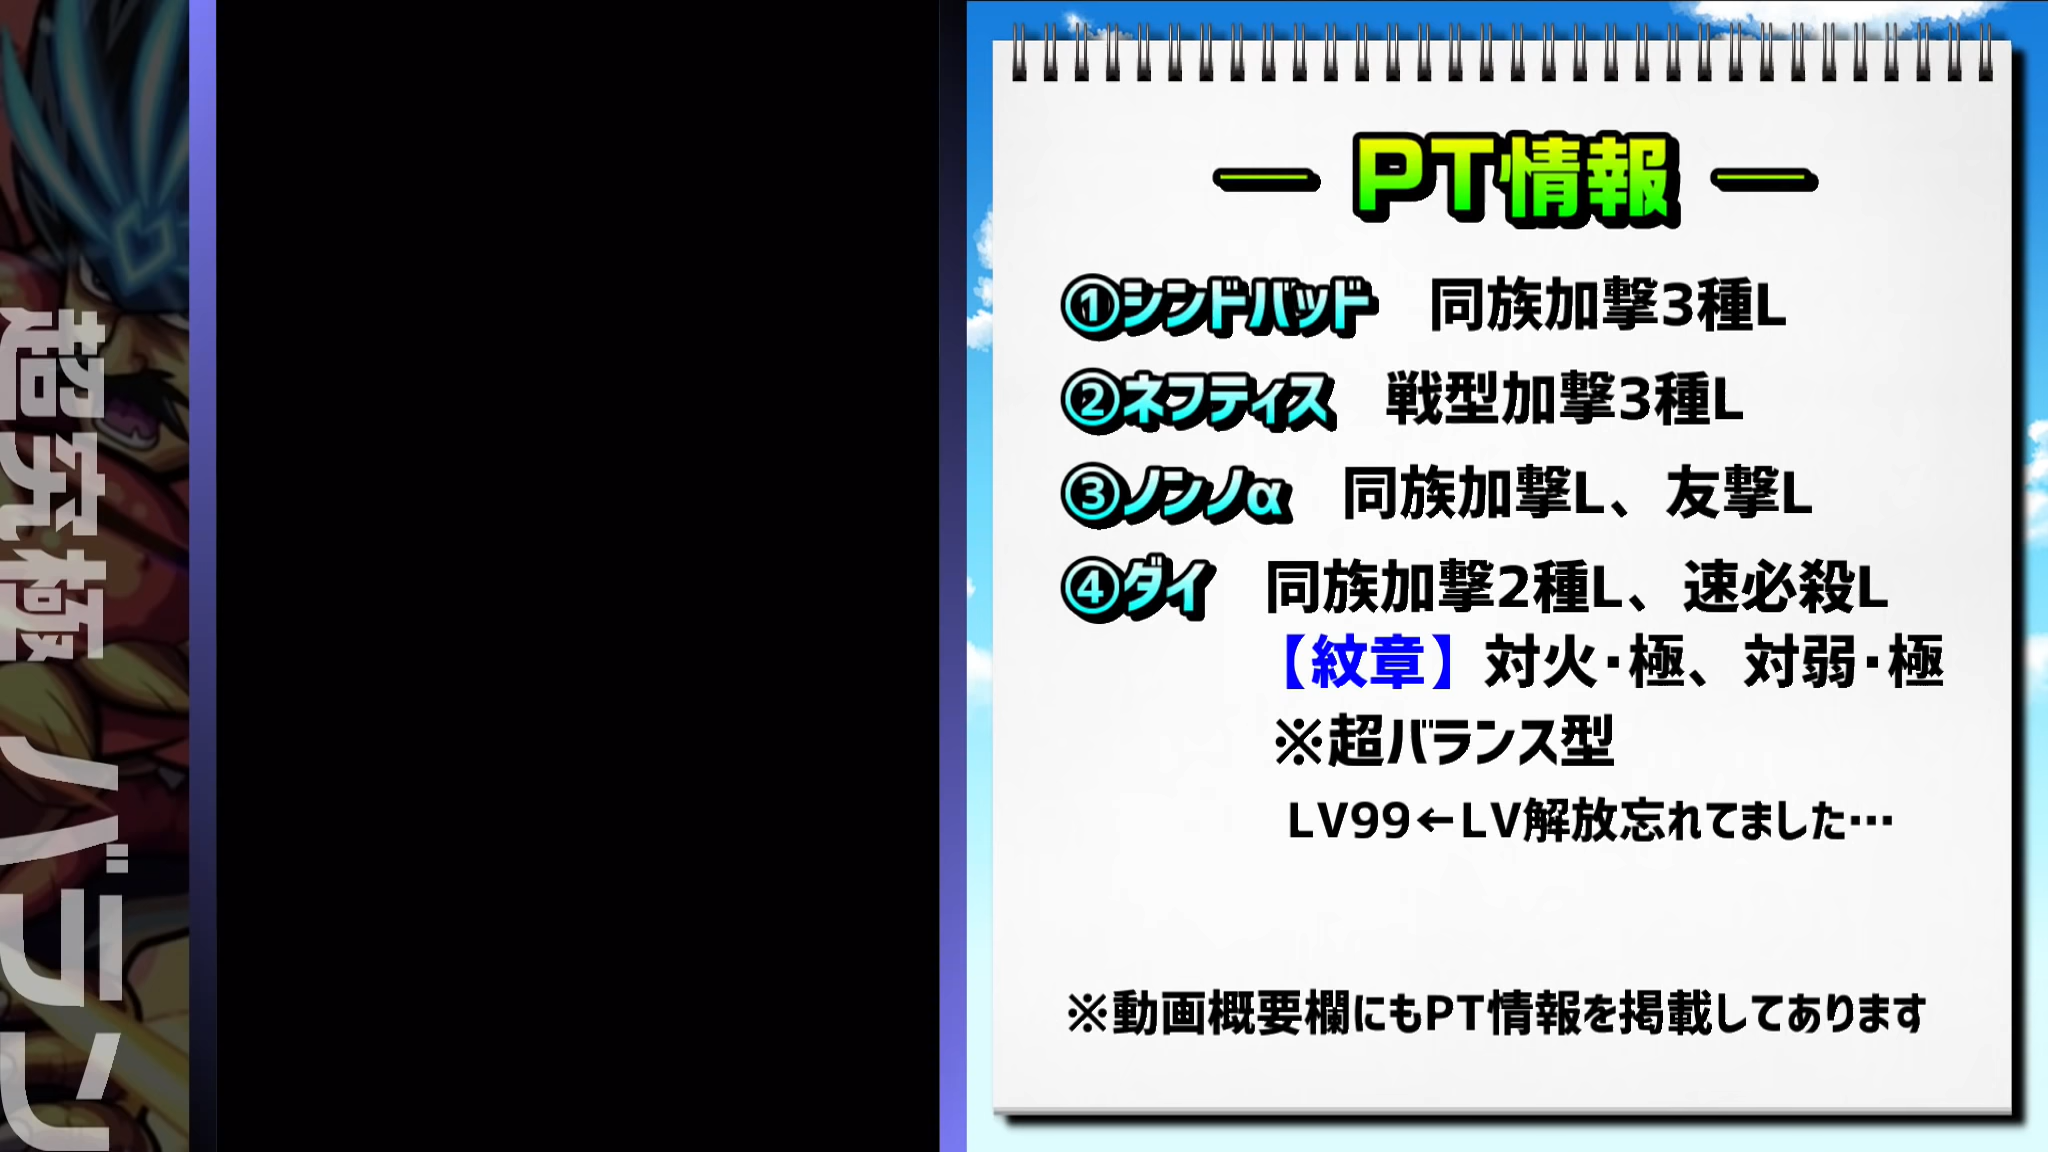 超究極 バラン
― PT情報 ―
①シンドバッド 同族加撃3種L
②ネフティス 戦型加撃3種L
③ノンノα 同族加撃L、友撃L
④ダイ 同族加撃2種L、速必殺L
【紋章】対火・極、対弱・極
※超バランス型
LV99←LV解放忘れてました…
※動画概要欄にもPT情報を掲載してあります